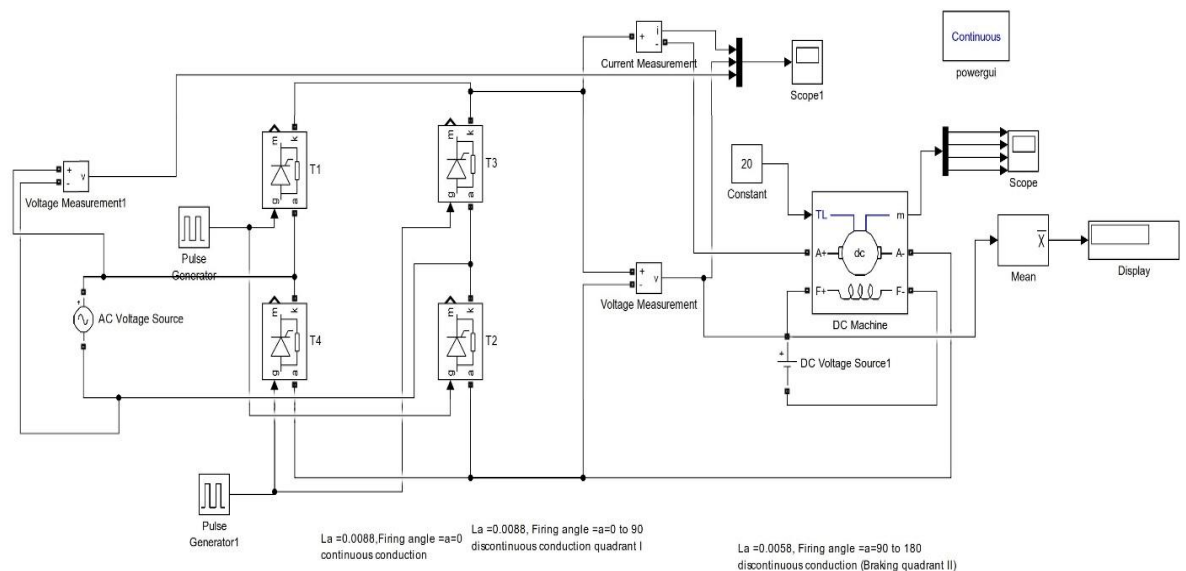 Continuous
powergui
i
+
-
Current Measurement
Scope1
m
k
T1
g
a
m
k
T3
g
a
+
-
v
Voltage Measurement1
Pulse
Generator
20
Constant
Scope
TL
m
A+
dc
A-
F+
F-
DC Machine
X
Mean
Display
+
-
v
Voltage Measurement
+
AC Voltage Source
m
k
T4
g
a
m
k
T2
g
a
+
DC Voltage Source1
Pulse
Generator1
La =0.0088,Firing angle =a=0
continuous conduction
La =0.0088, Firing angle =a=0 to 90
discontinuous conduction quadrant I
La =0.0058, Firing angle =a=90 to 180
discontinuous conduction (Braking quadrant II)